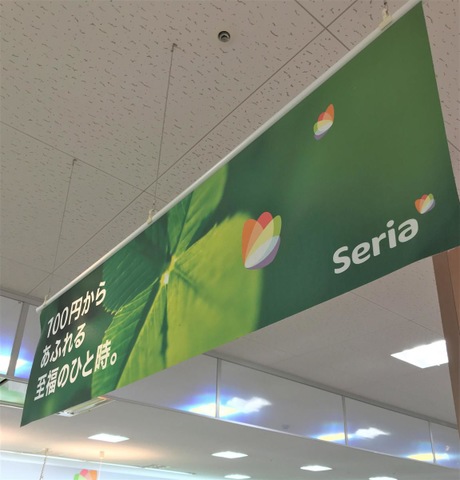 100円から
あふれる
至福のひと時。
Seria